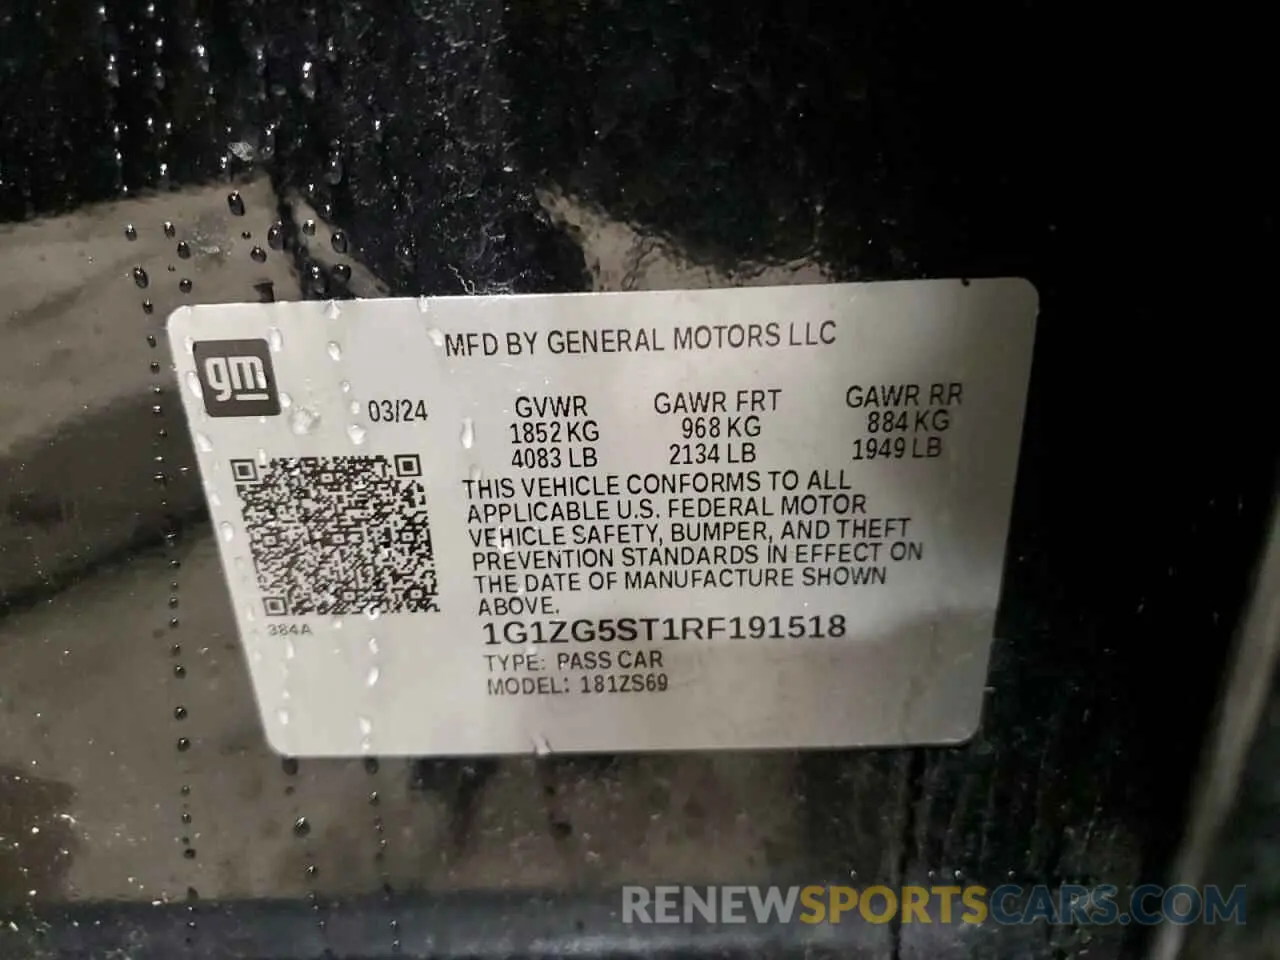 MFD BY GENERAL MOTORS LLC
gm
03/24
GVWR GAWR FRT GAWR RR
1852 KG 968 KG 884 KG
4083 LB 2134 LB 1949 LB
THIS VEHICLE CONFORMS TO ALL
APPLICABLE U.S. FEDERAL MOTOR
VEHICLE SAFETY, BUMPER, AND THEFT
PREVENTION STANDARDS IN EFFECT ON
THE DATE OF MANUFACTURE SHOWN
ABOVE.
384A
1G1ZG5ST1RF191518
TYPE: PASS CAR
MODEL: 181ZS69
RENEWSPORTSCARS.COM